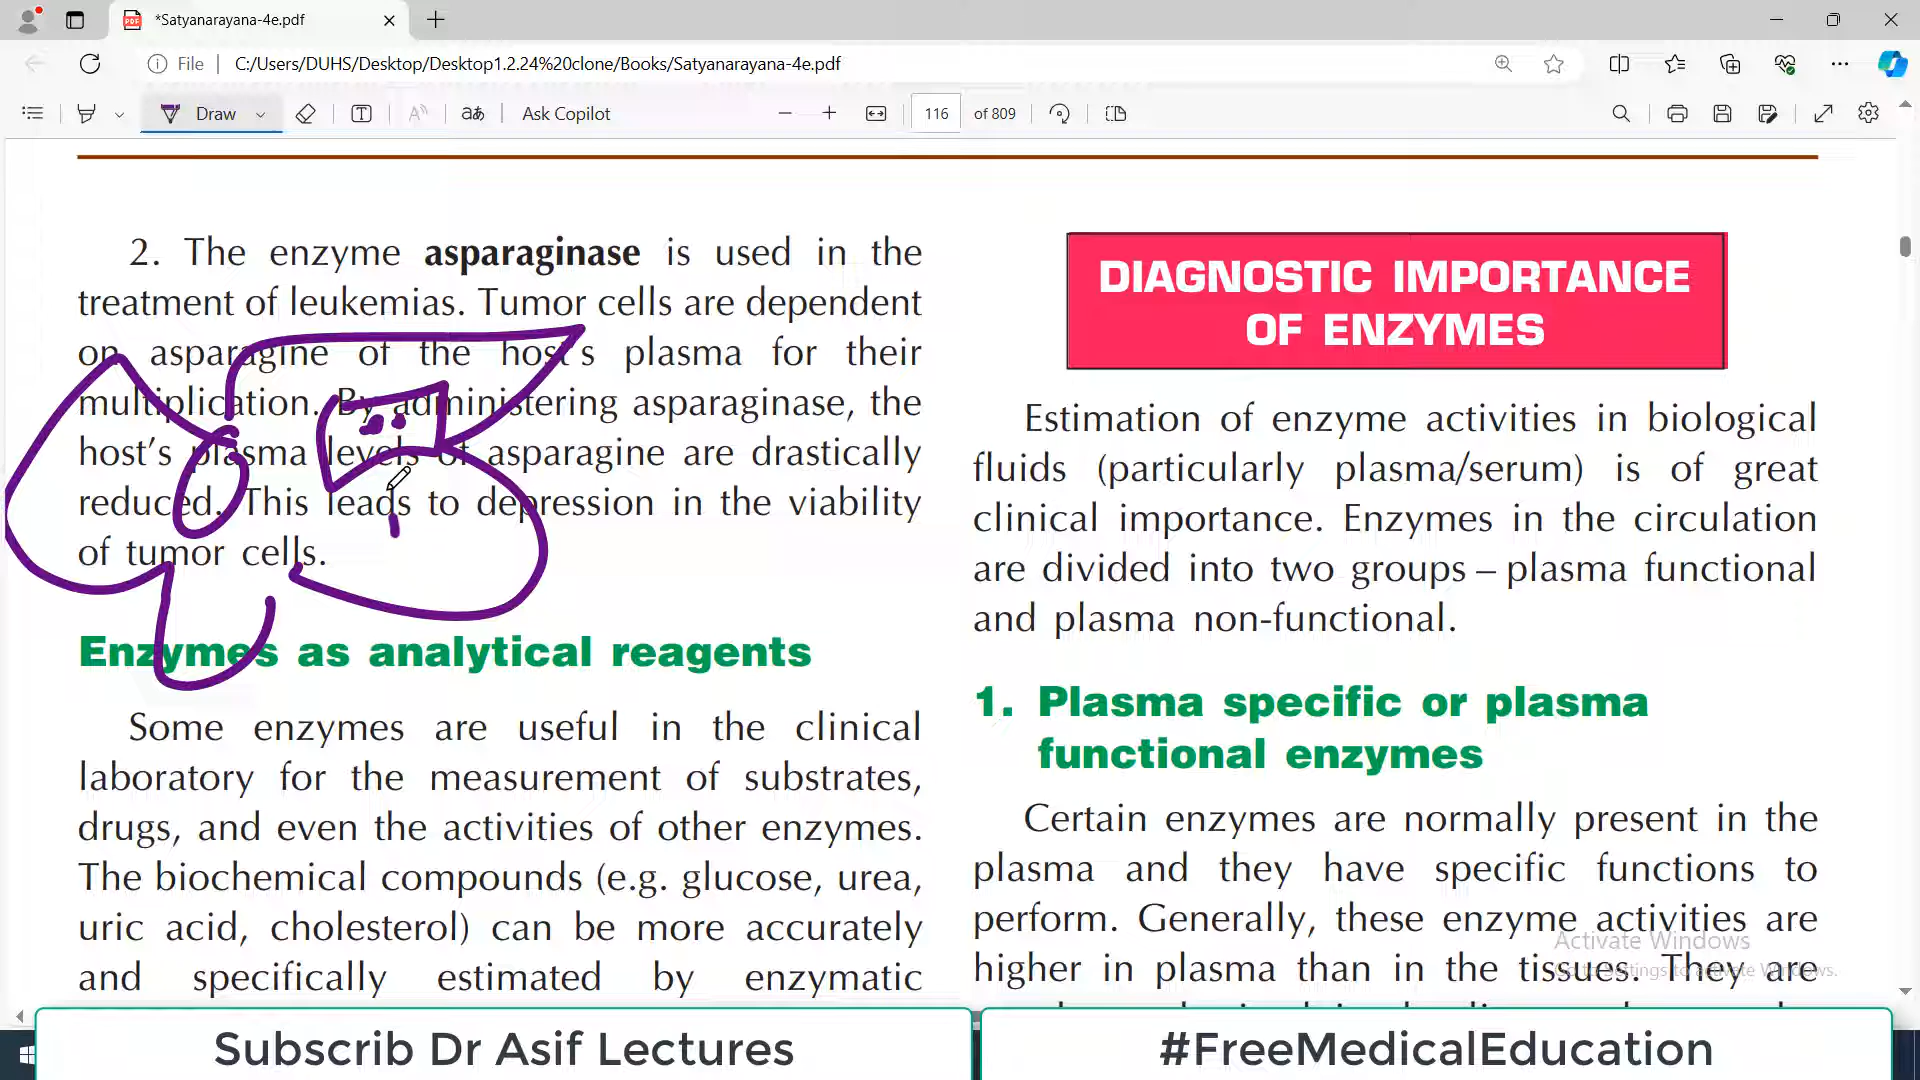 *Satyanarayana-4e.pdf
File
C:/Users/DUHS/Desktop/Desktop1.2.24%20clone/Books/Satyanarayana-4e.pdf
Draw
Ask Copilot
116 of 809
2. The enzyme asparaginase is used in the
treatment of leukemias. Tumor cells are dependent
on asparagine of the host's plasma for their
multiplication. By administering asparaginase, the
host's plasma levels of asparagine are drastically
reduced. This leads to depression in the viability
of tumor cells.
Enzymes as analytical reagents
Some enzymes are useful in the clinical
laboratory for the measurement of substrates,
drugs, and even the activities of other enzymes.
The biochemical compounds (e.g. glucose, urea,
uric acid, cholesterol) can be more accurately
and specifically estimated by enzymatic
DIAGNOSTIC IMPORTANCE
OF ENZYMES
Estimation of enzyme activities in biological
fluids (particularly plasma/serum) is of great
clinical importance. Enzymes in the circulation
are divided into two groups – plasma functional
and plasma non-functional.
1. Plasma specific or plasma
functional enzymes
Certain enzymes are normally present in the
plasma and they have specific functions to
perform. Generally, these enzyme activities are
higher in plasma than in the tissues. They are
Activate Windows
Go to Settings to activate Windows.
Subscrib Dr Asif Lectures
#FreeMedicalEducation